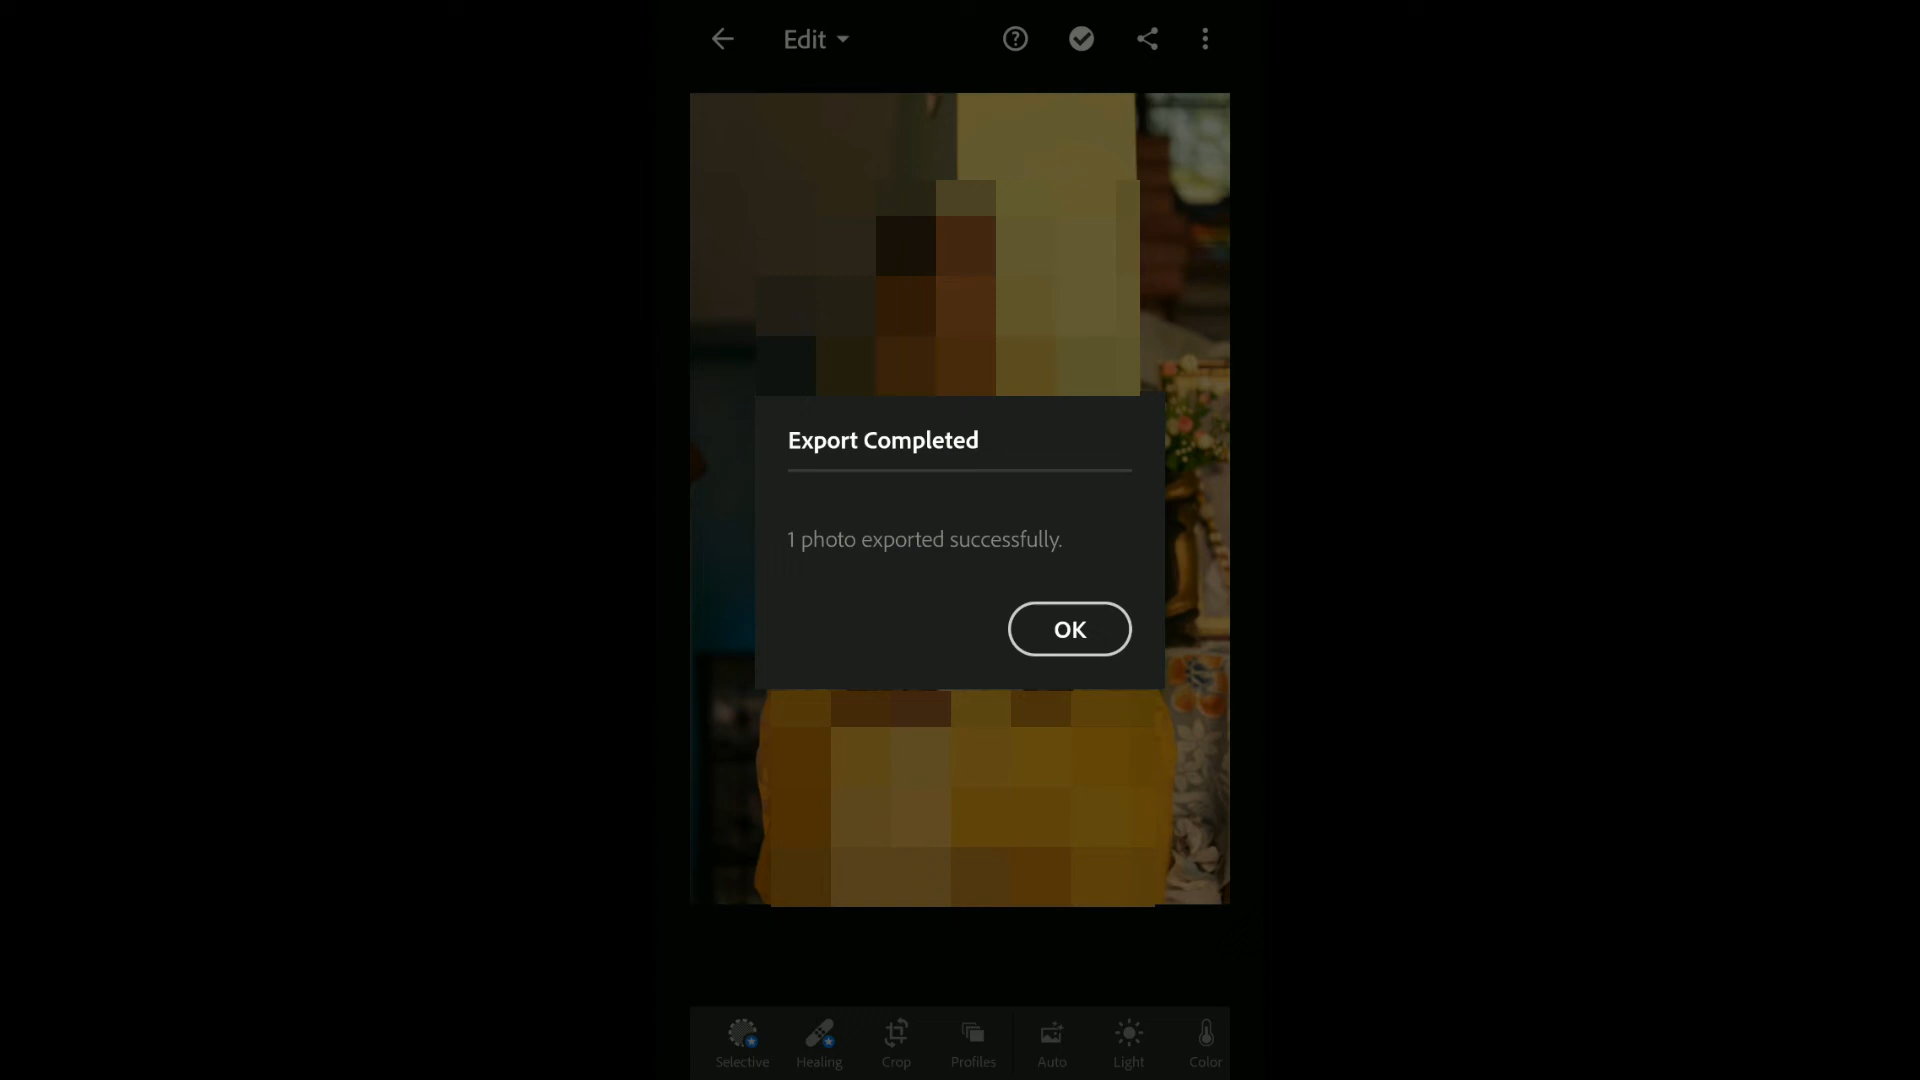 Edit
Export Completed
1 photo exported successfully.
OK
Selective Healing Crop Profiles Auto Light Color